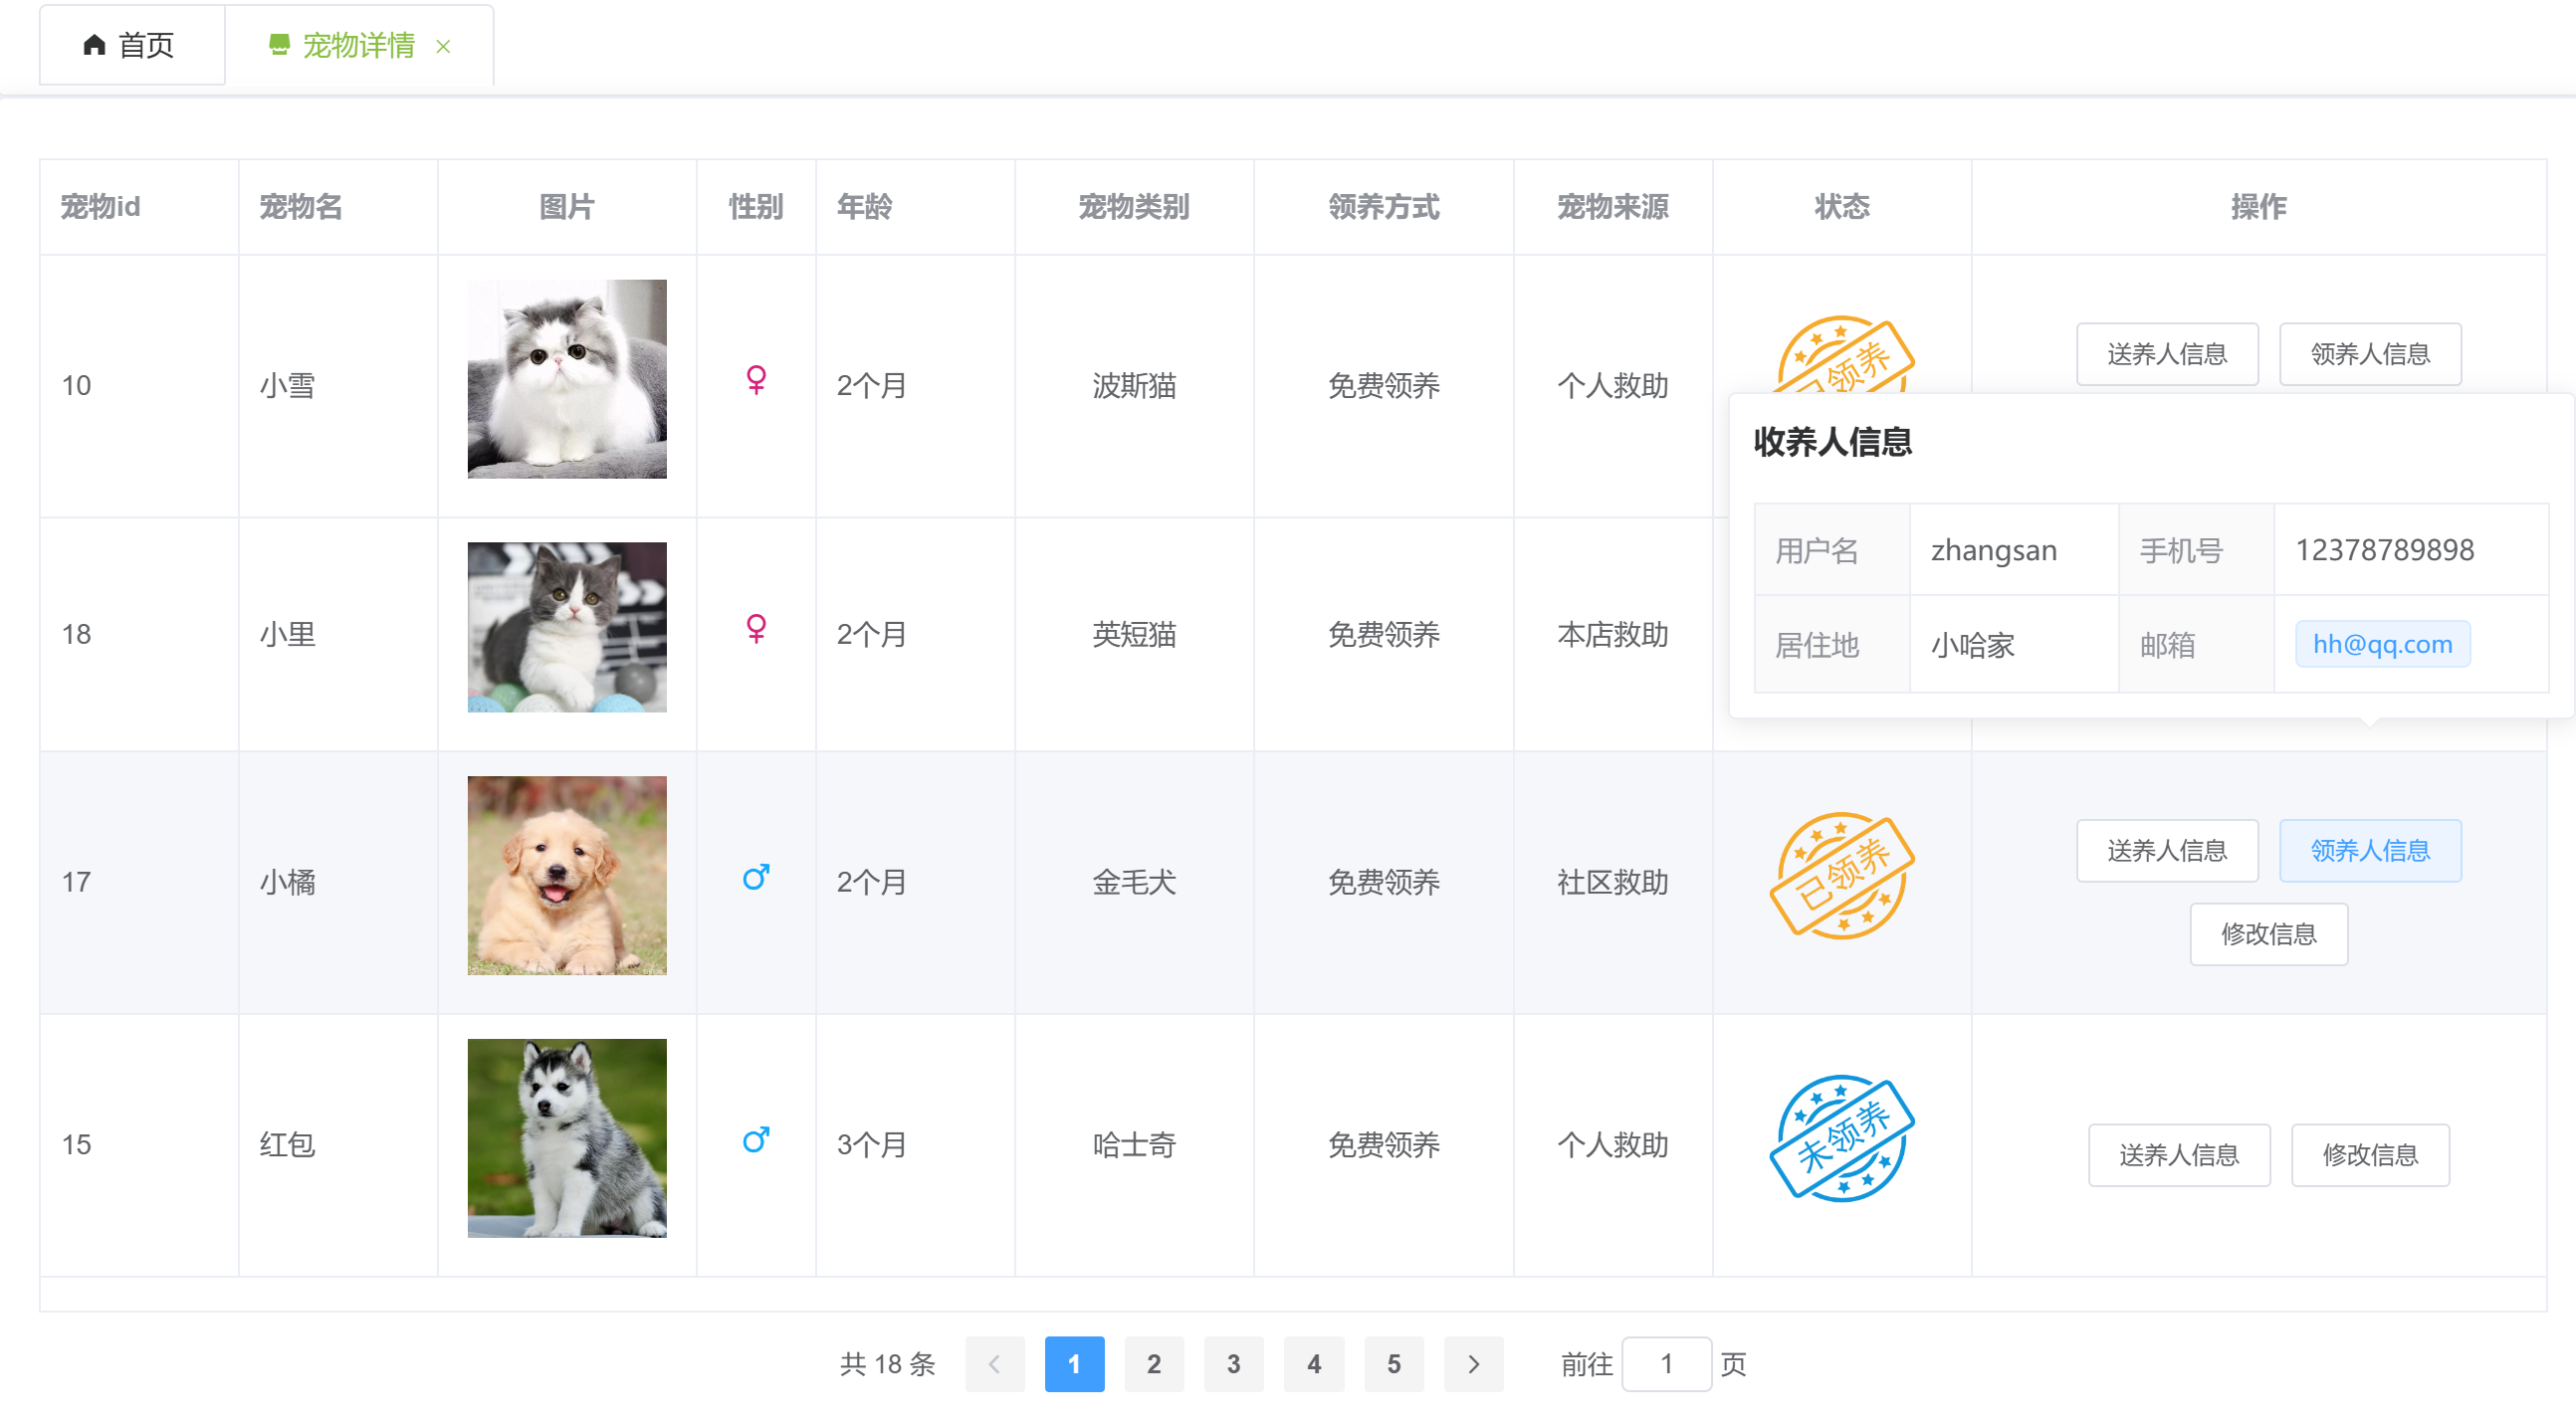 首页 宠物详情
宠物id 宠物名 图片 性别 年龄 宠物类别 领养方式 宠物来源 状态 操作
10 小雪 2个月 波斯猫 免费领养 个人救助 已领养 送养人信息 领养人信息
收养人信息
用户名 zhangsan 手机号 12378789898
居住地 小哈家 邮箱 hh@qq.com
18 小里 2个月 英短猫 免费领养 本店救助
17 小橘 2个月 金毛犬 免费领养 社区救助 已领养 送养人信息 领养人信息
修改信息
15 红包 3个月 哈士奇 免费领养 个人救助 未领养 送养人信息 修改信息
共 18 条 1 2 3 4 5 前往 1 页